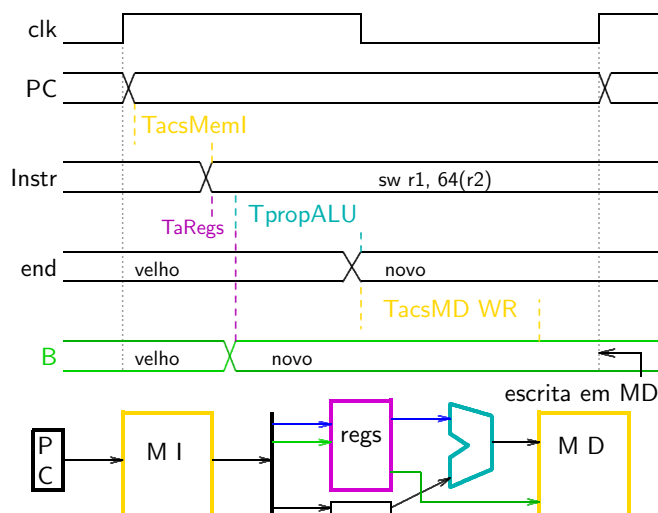 clk
PC
TacsMemI
Instr
sw r1, 64(r2)
TaRegs
TpropALU
end
velho
novo
TacsMD WR
B
velho
novo
escrita em MD
P
C
M I
regs
M D